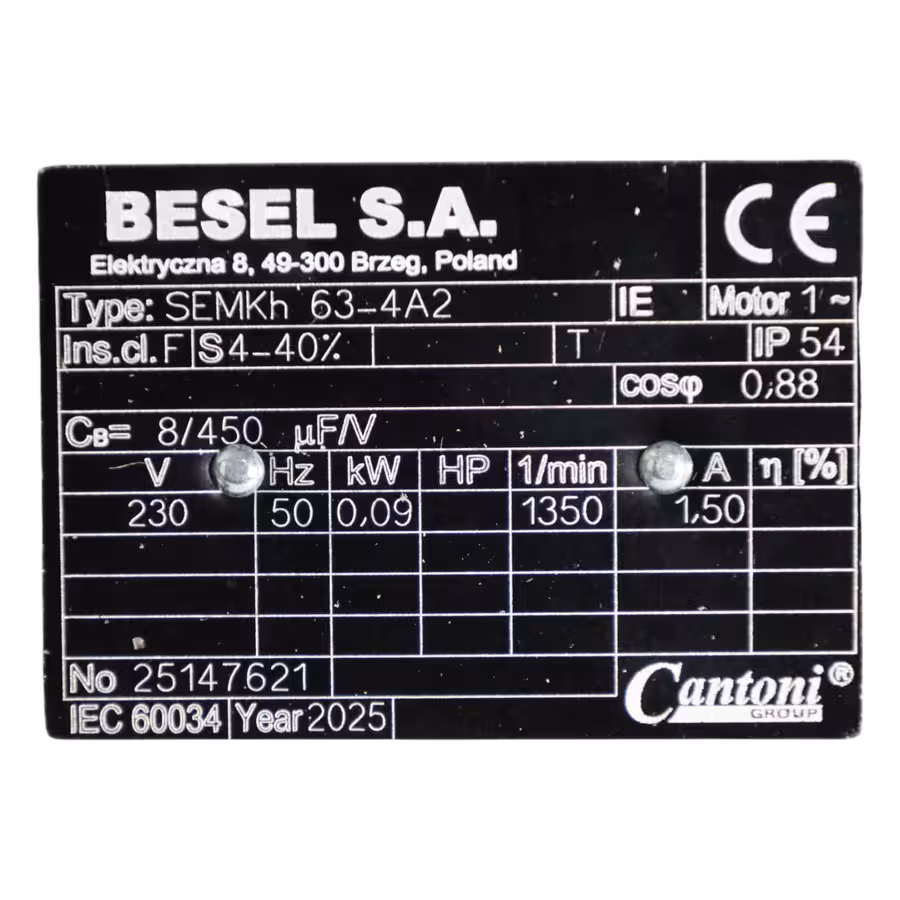 BESEL S.A.
CE
Elektryczna 8, 49-300 Brzeg, Poland
Type: SEMKh 63-4A2 IE Motor 1 ~
Ins.cl. F S 4-40% T IP 54
cosφ 0,88
CB= 8/450 µF/V
V Hz kW HP 1/min A η [%]
230 50 0,09 1350 1,50
No 25147621
Cantoni®
GROUP
IEC 60034 Year 2025